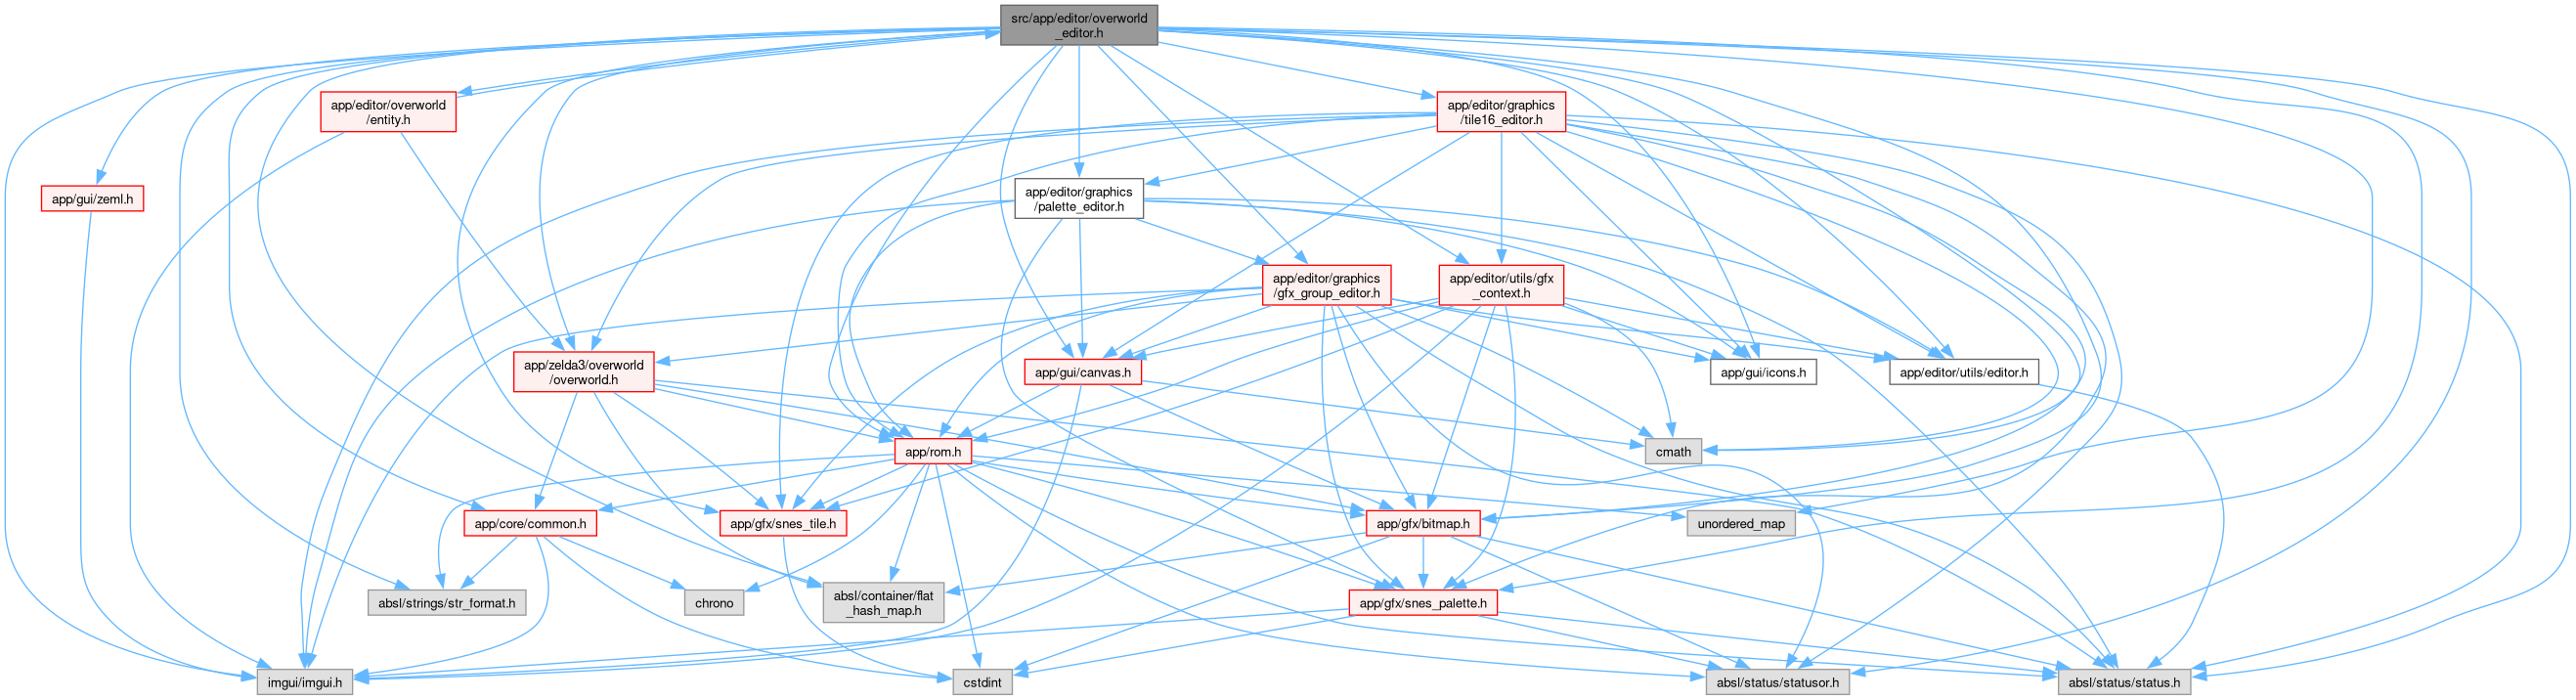 src/app/editor/overworld
_editor.h
app/editor/overworld
/entity.h
app/editor/graphics
/tile16_editor.h
app/gui/zeml.h
app/editor/graphics
/palette_editor.h
app/editor/graphics
/gfx_group_editor.h
app/editor/utils/gfx
_context.h
app/zelda3/overworld
/overworld.h
app/gui/canvas.h
app/gui/icons.h
app/editor/utils/editor.h
app/rom.h
cmath
app/core/common.h
app/gfx/snes_tile.h
app/gfx/bitmap.h
unordered_map
absl/strings/str_format.h
chrono
absl/container/flat
_hash_map.h
app/gfx/snes_palette.h
imgui/imgui.h
cstdint
absl/status/statusor.h
absl/status/status.h